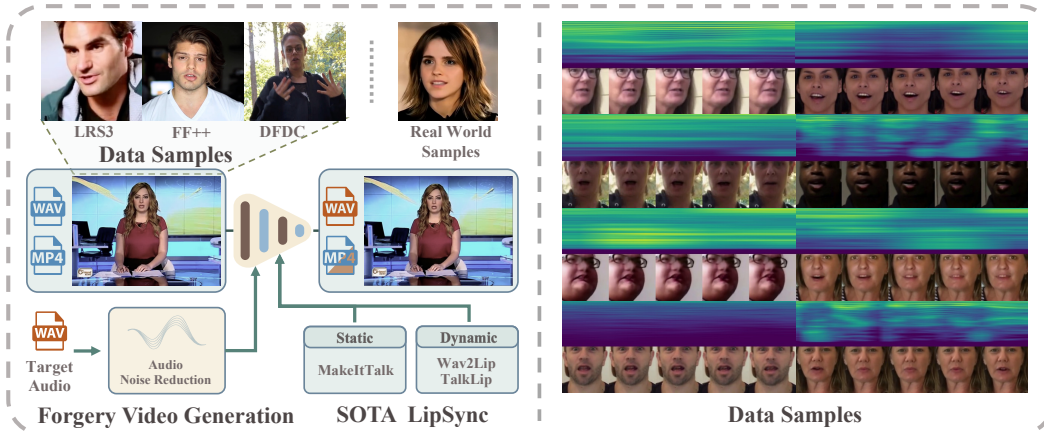 LRS3
FF++
DFDC
Real World
Samples
Data Samples
WAV
MP4
WAV
MP4
WAV
Target
Audio
Audio
Noise Reduction
Static
MakeItTalk
Dynamic
Wav2Lip
TalkLip
Forgery Video Generation
SOTA LipSync
Data Samples